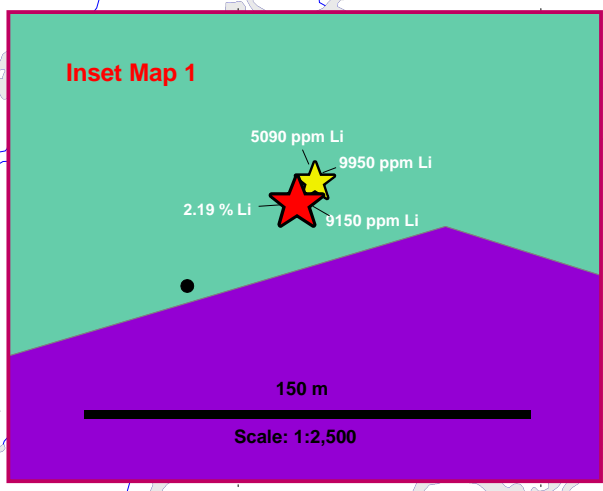 Inset Map 1
5090 ppm Li
9950 ppm Li
2.19 % Li
9150 ppm Li
150 m
Scale: 1:2,500